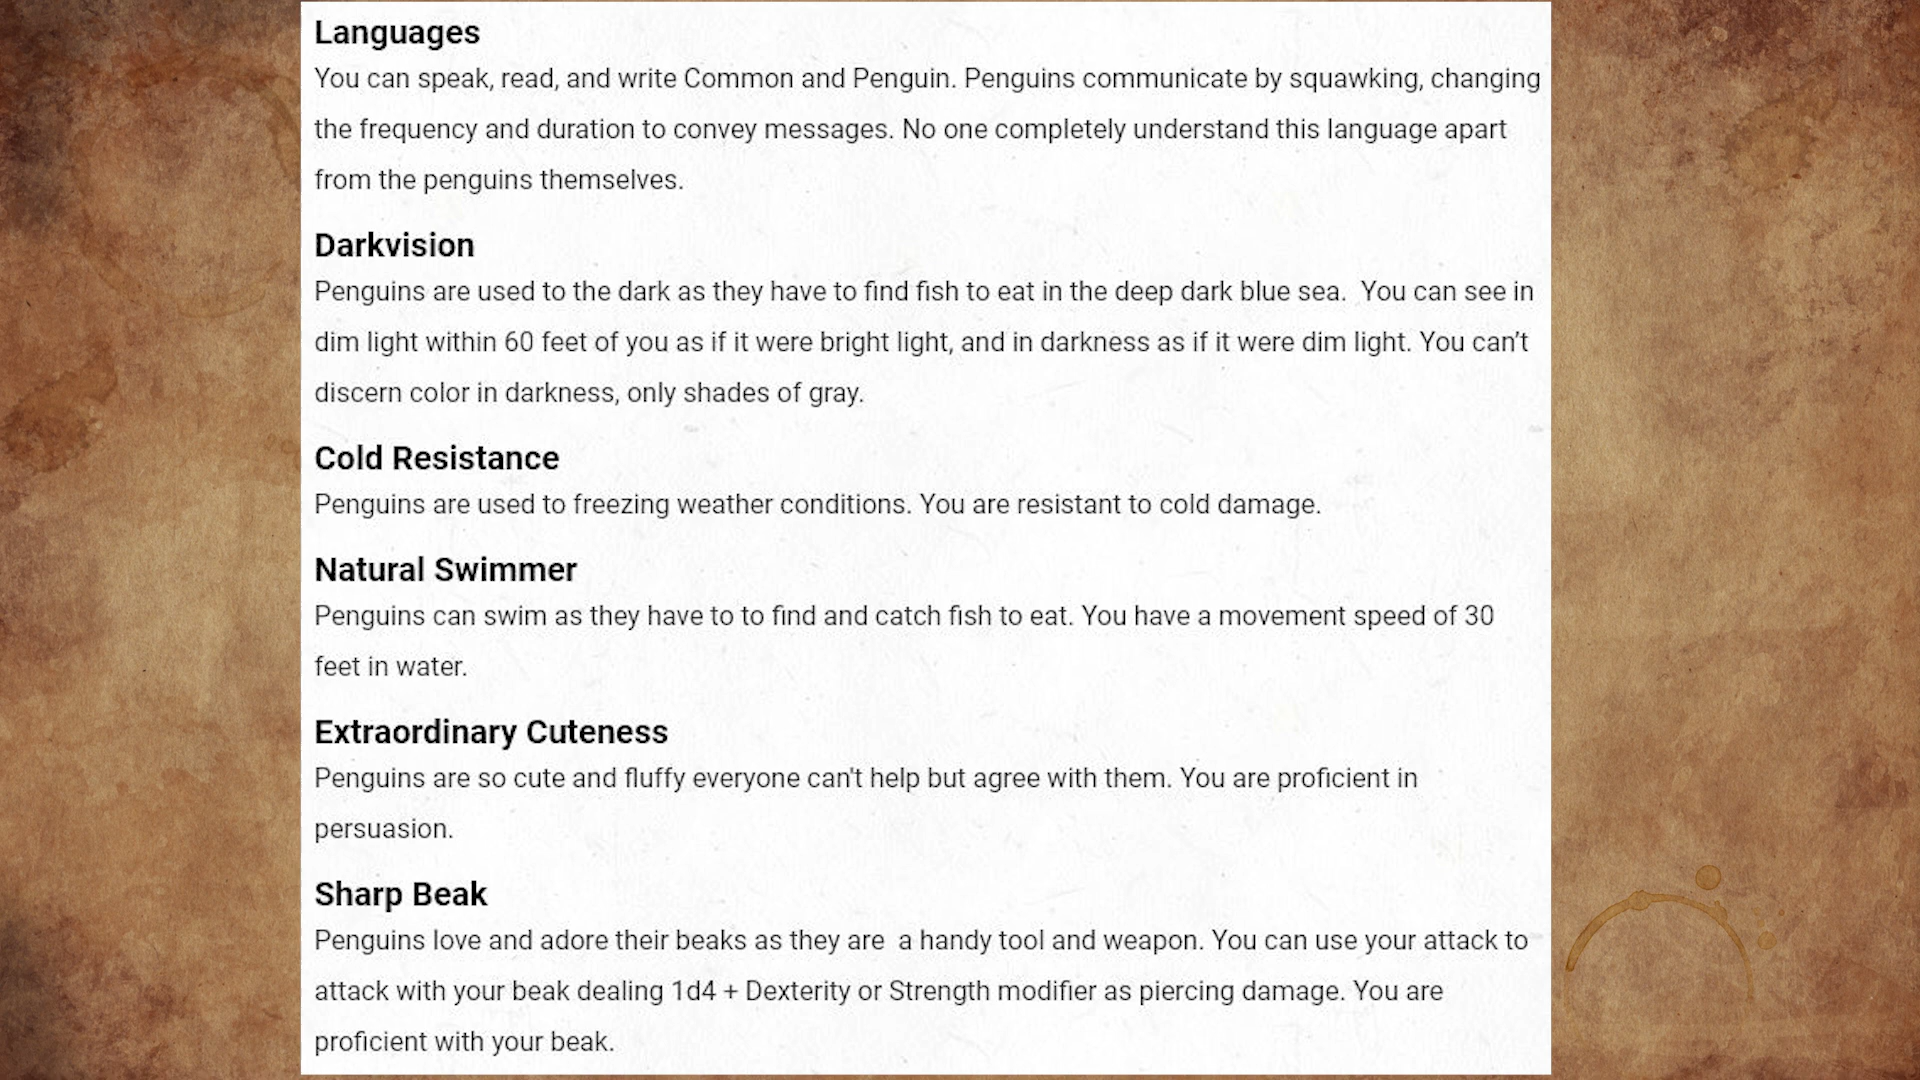 Languages
You can speak, read, and write Common and Penguin. Penguins communicate by squawking, changing
the frequency and duration to convey messages. No one completely understand this language apart
from the penguins themselves.
Darkvision
Penguins are used to the dark as they have to find fish to eat in the deep dark blue sea.  You can see in
dim light within 60 feet of you as if it were bright light, and in darkness as if it were dim light. You can’t
discern color in darkness, only shades of gray.
Cold Resistance
Penguins are used to freezing weather conditions. You are resistant to cold damage.
Natural Swimmer
Penguins can swim as they have to to find and catch fish to eat. You have a movement speed of 30
feet in water.
Extraordinary Cuteness
Penguins are so cute and fluffy everyone can't help but agree with them. You are proficient in
persuasion.
Sharp Beak
Penguins love and adore their beaks as they are  a handy tool and weapon. You can use your attack to
attack with your beak dealing 1d4 + Dexterity or Strength modifier as piercing damage. You are
proficient with your beak.